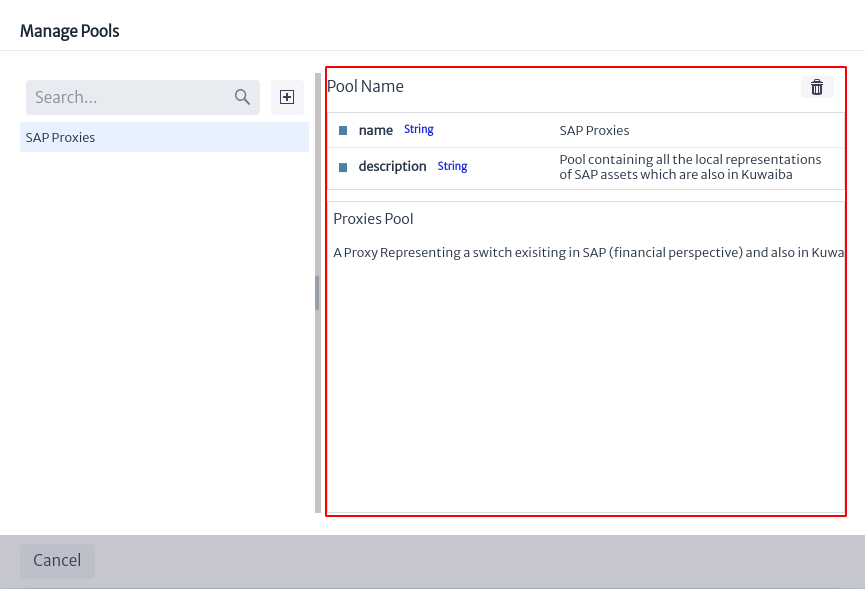 Manage Pools
Search...
SAP Proxies
Pool Name
name String SAP Proxies
description String Pool containing all the local representations
of SAP assets which are also in Kuwaiba
Proxies Pool
A Proxy Representing a switch exisiting in SAP (financial perspective) and also in Kuwa
Cancel